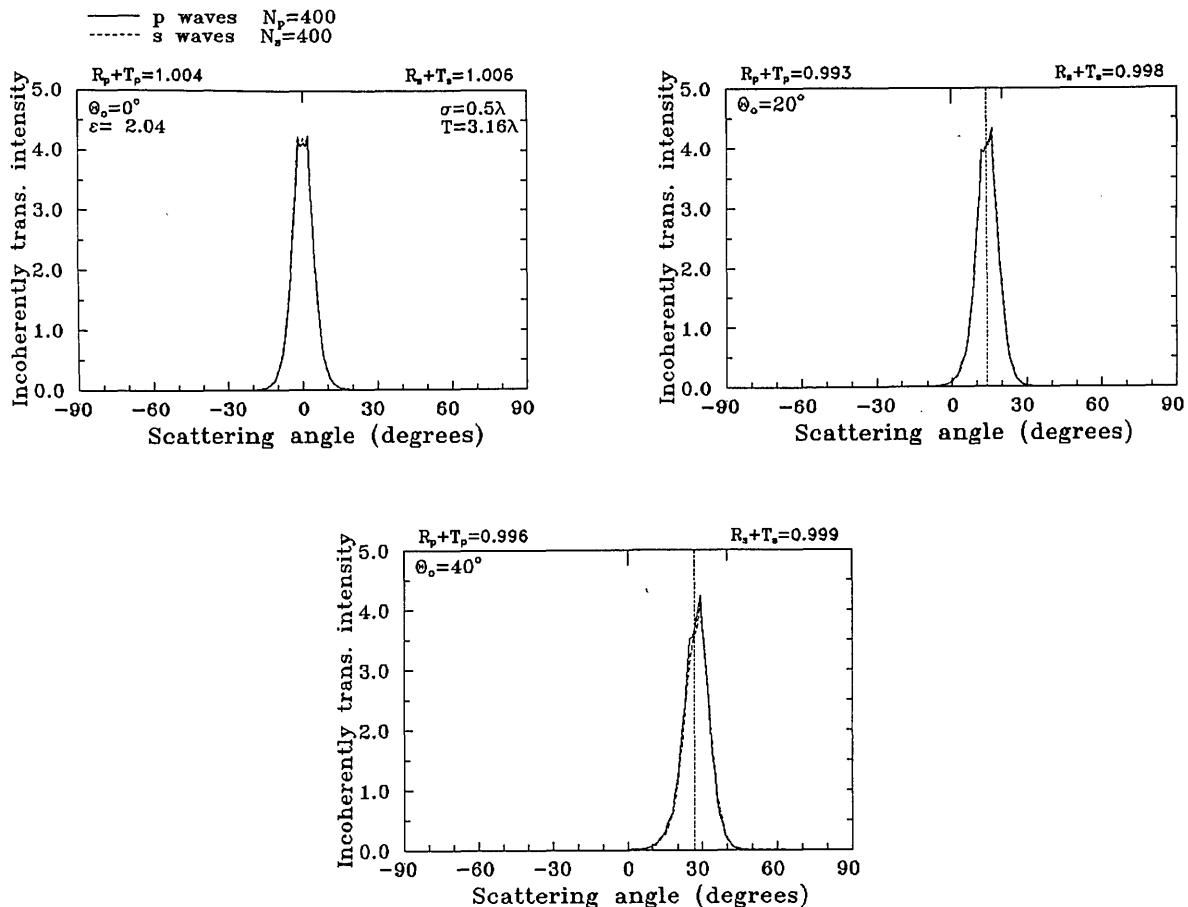 p waves N_p=400
s waves N_s=400
R_p+T_p=1.004 R_s+T_s=1.006
Θ_o=0° σ=0.5λ
ε= 2.04 T=3.16λ
5.0
4.0
3.0
2.0
1.0
0.0
Incoherently trans. intensity
-90 -60 -30 0 30 60 90
Scattering angle (degrees)
R_p+T_p=0.993 R_s+T_s=0.998
Θ_o=20°
5.0
4.0
3.0
2.0
1.0
0.0
Incoherently trans. intensity
-90 -60 -30 0 30 60 90
Scattering angle (degrees)
R_p+T_p=0.996 R_s+T_s=0.999
Θ_o=40°
5.0
4.0
3.0
2.0
1.0
0.0
Incoherently trans. intensity
-90 -60 -30 0 30 60 90
Scattering angle (degrees)